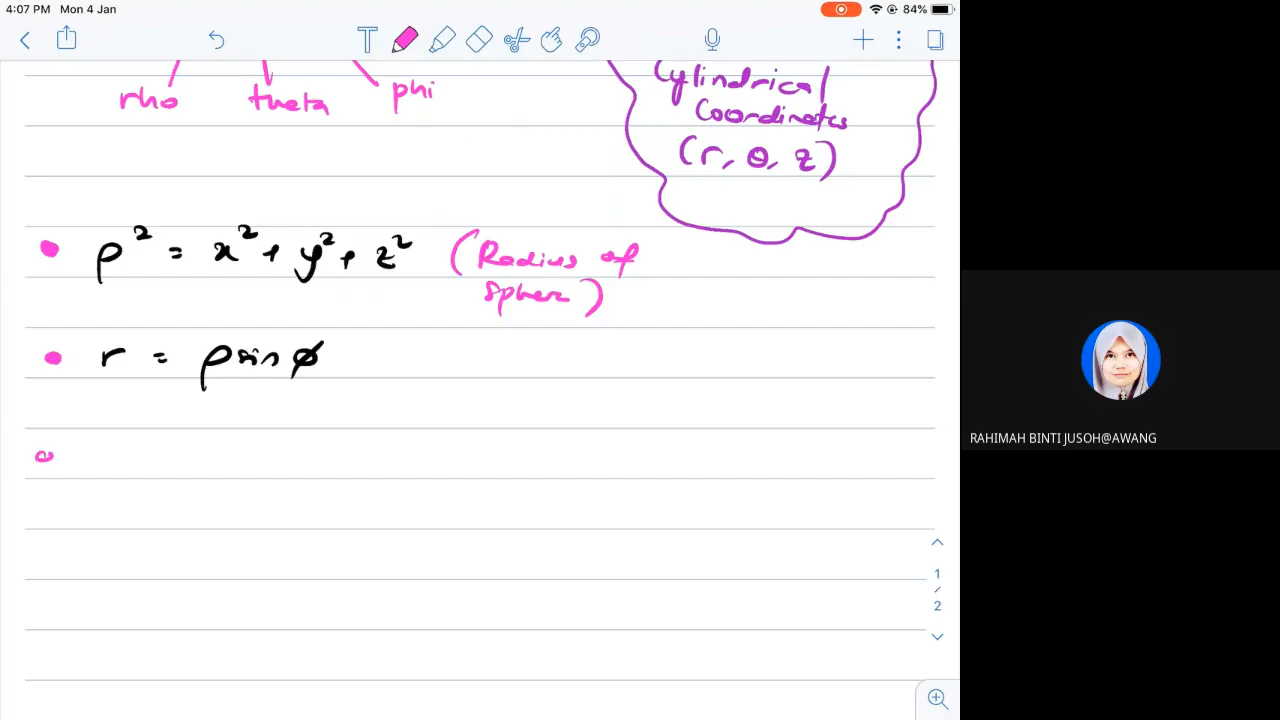 4:07 PM Mon 4 Jan
84%
T
rho theta phi
Cylindrical
Coordinates
(r, θ, z)
ρ² = x² + y² + z² (Radius of
sphere)
r = ρ sin ϕ
1
/
2
RAHIMAH BINTI JUSOH@AWANG